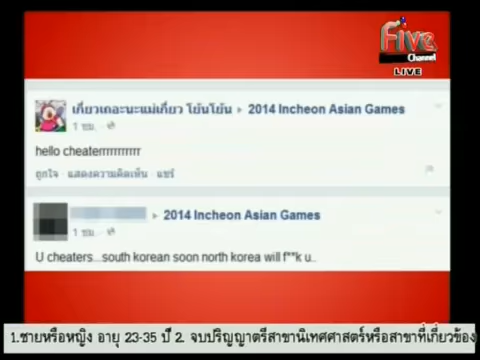 Five
Channel
LIVE
เกี่ยวเถอะนะแม่เกี่ยว โย้นโย้น ▸ 2014 Incheon Asian Games
1 ชม.
hello cheaterrrrrrrrrrr
ถูกใจ · แสดงความคิดเห็น · แชร์
▸ 2014 Incheon Asian Games
1 ชม.
U cheaters...south korean soon north korea will f**k u..
1.ชายหรือหญิง อายุ 23-35 ปี 2. จบปริญญาตรีสาขานิเทศศาสตร์หรือสาขาที่เกี่ยวข้อง